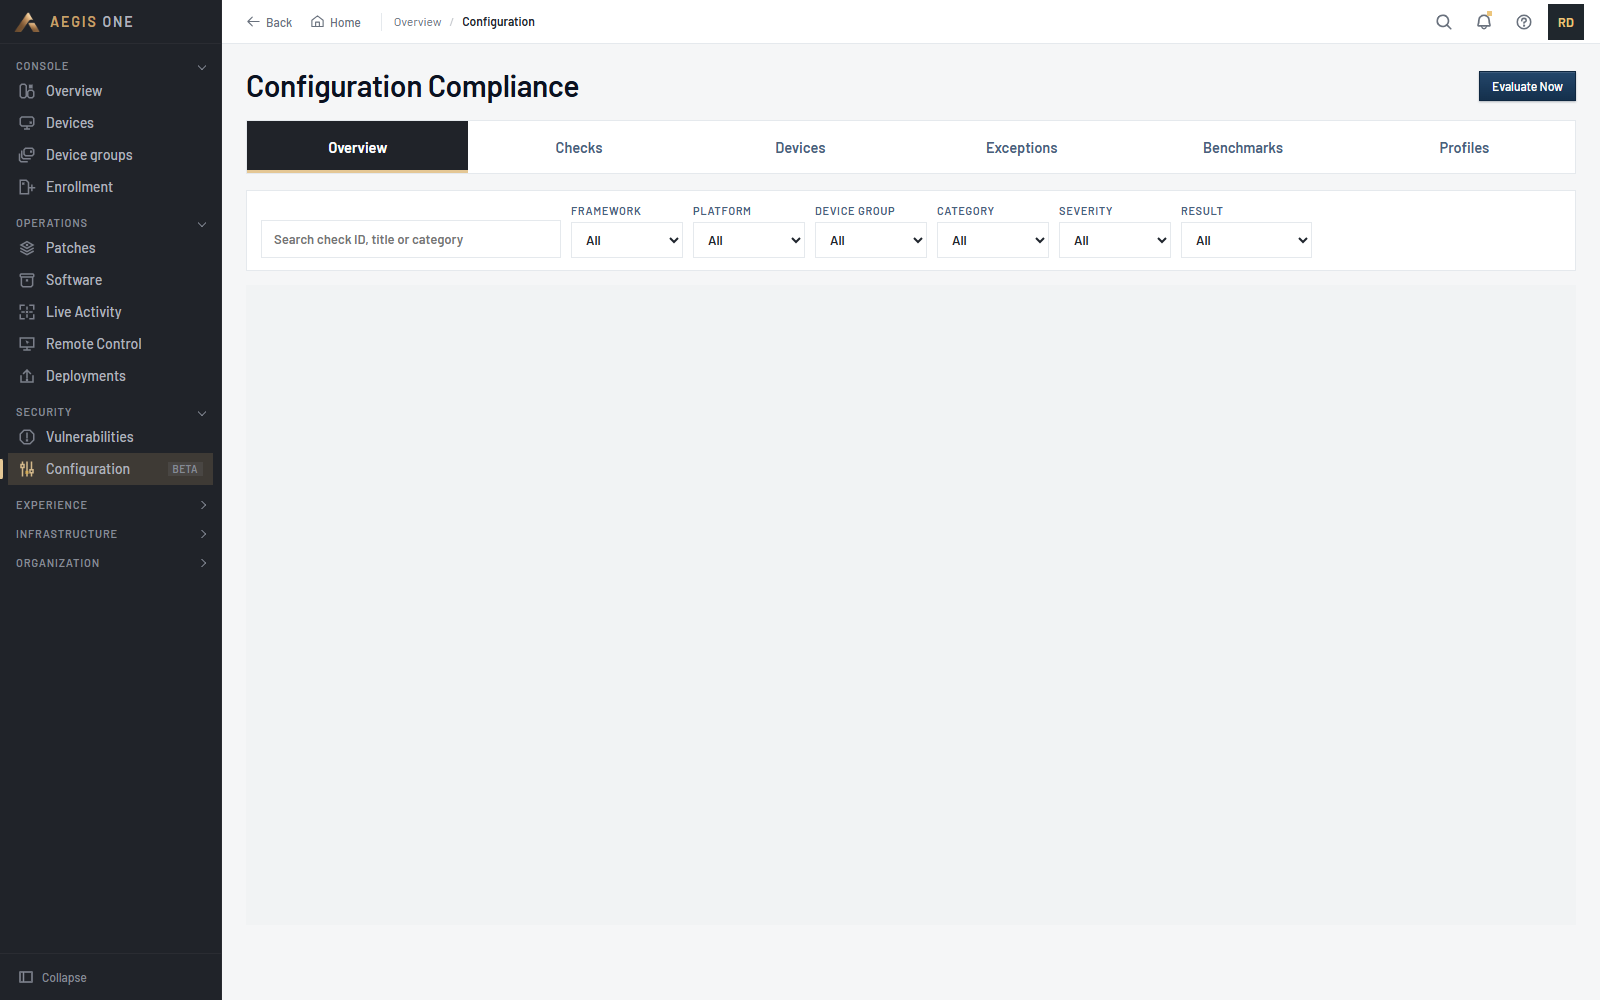 AEGIS ONE
CONSOLE
Overview
Devices
Device groups
Enrollment
OPERATIONS
Patches
Software
Live Activity
Remote Control
Deployments
SECURITY
Vulnerabilities
Configuration BETA
EXPERIENCE
INFRASTRUCTURE
ORGANIZATION
Collapse
Back Home Overview / Configuration RD
Configuration Compliance
Evaluate Now
Overview Checks Devices Exceptions Benchmarks Profiles
FRAMEWORK PLATFORM DEVICE GROUP CATEGORY SEVERITY RESULT
Search check ID, title or category All All All All All All